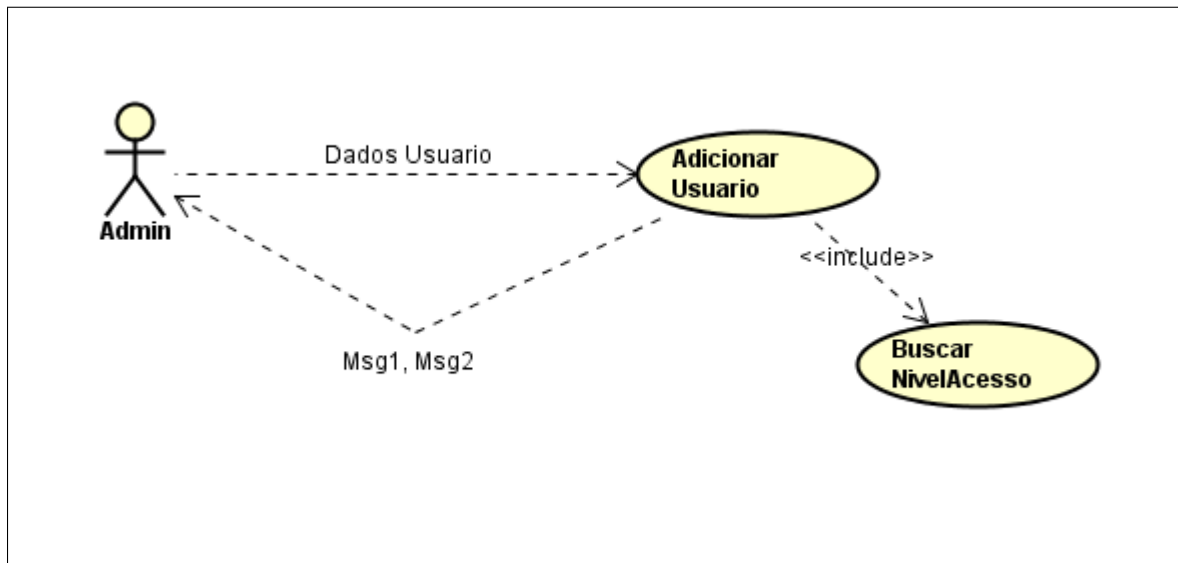 Dados Usuario
Adicionar
Usuario
Admin
<<include>>
Msg1, Msg2
Buscar
NivelAcesso